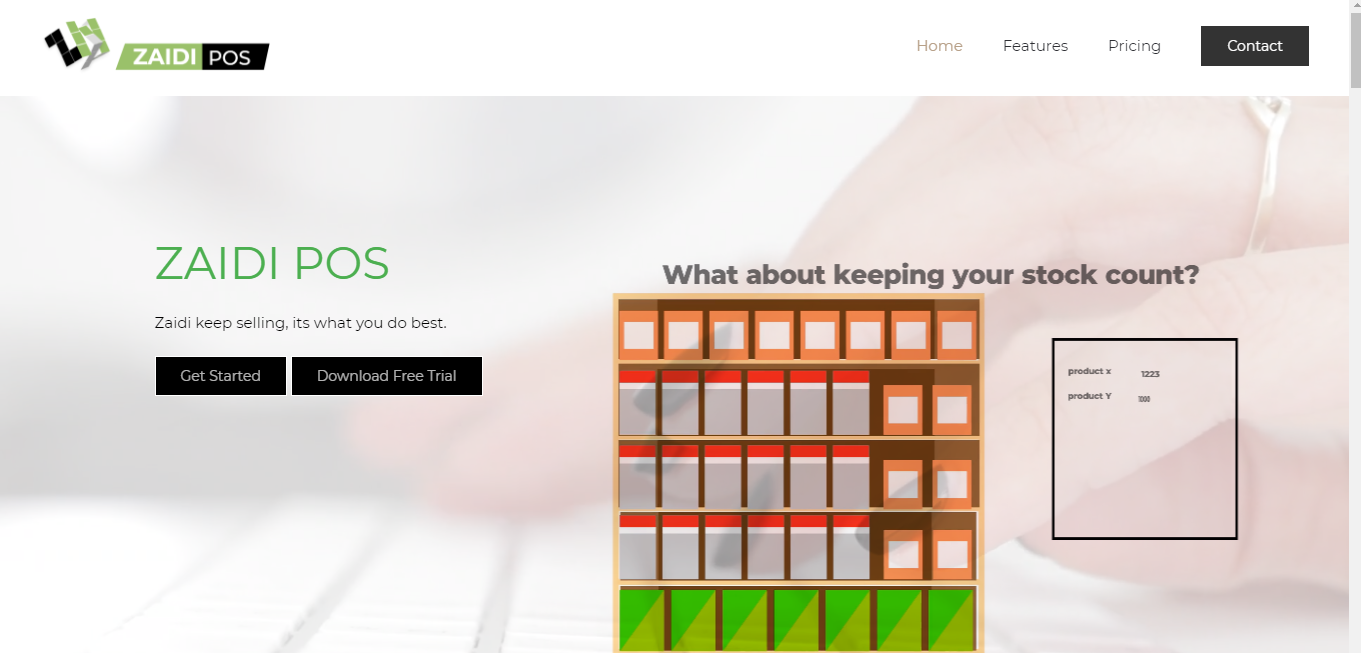 ZAIDI POS
Home
Features
Pricing
Contact
ZAIDI POS
Zaidi keep selling, its what you do best.
Get Started
Download Free Trial
What about keeping your stock count?
product x 1223
product Y 1000